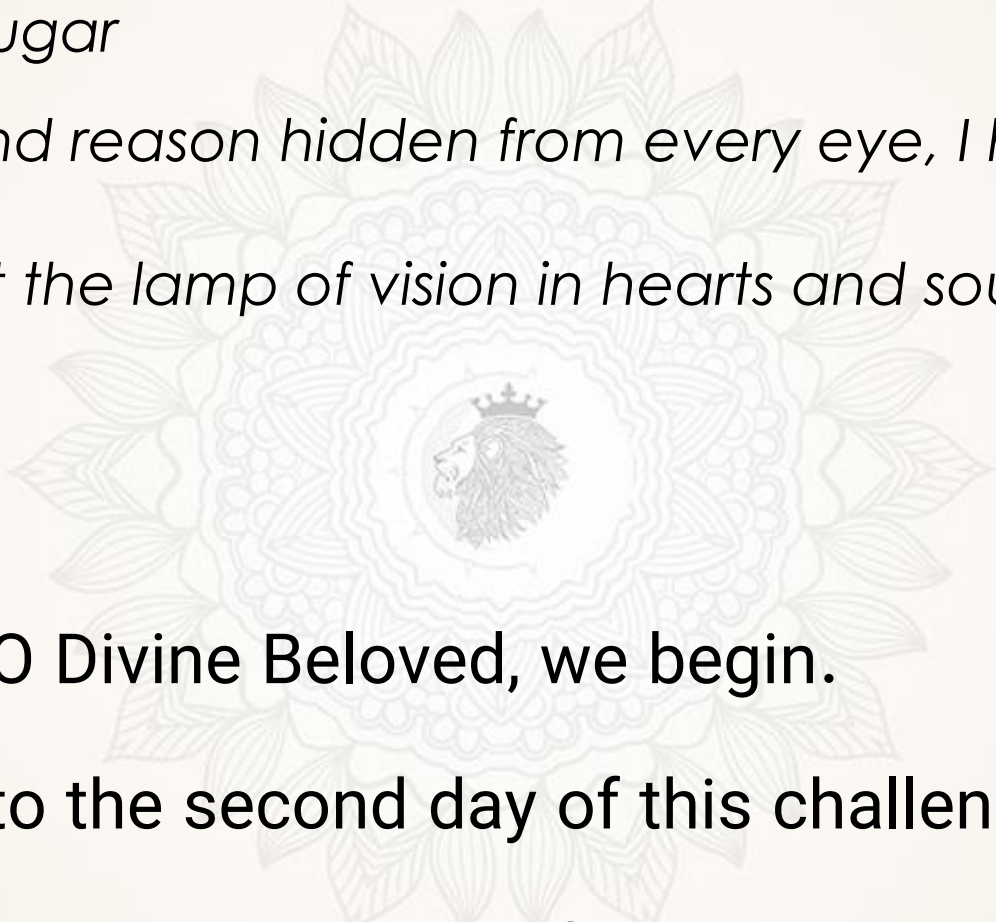 ugar
nd reason hidden from every eye, I h
t the lamp of vision in hearts and sou
O Divine Beloved, we begin.
to the second day of this challen